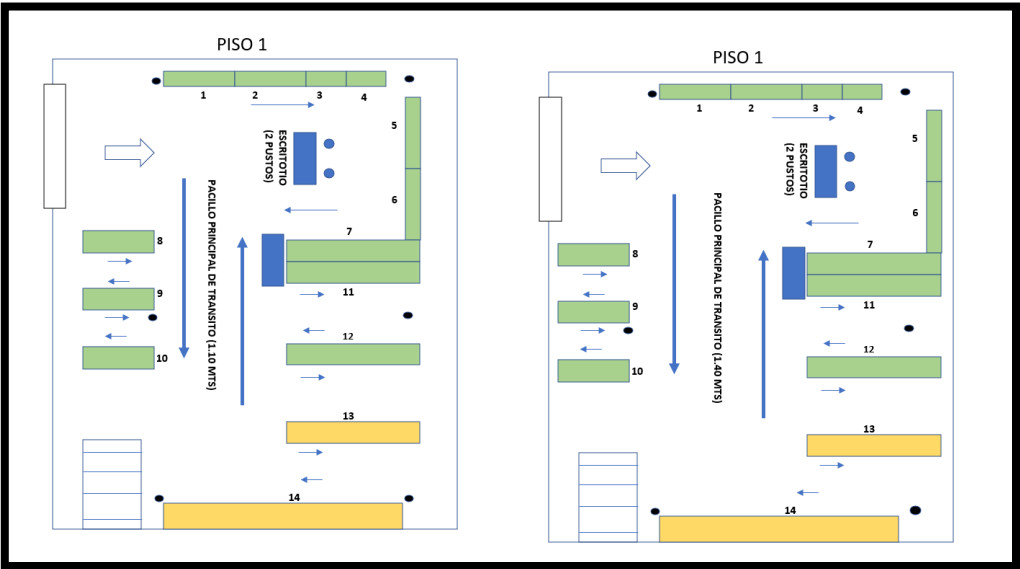 PISO 1
1 2 3 4
5
ESCRITOTIO
(2 PUSTOS)
6
PACILLO PRINCIPAL DE TRANSITO (1.10 MTS)
7
8
9
10
11
12
13
14
PISO 1
1 2 3 4
5
ESCRITOTIO
(2 PUSTOS)
6
PACILLO PRINCIPAL DE TRANSITO (1.40 MTS)
7
8
9
10
11
12
13
14